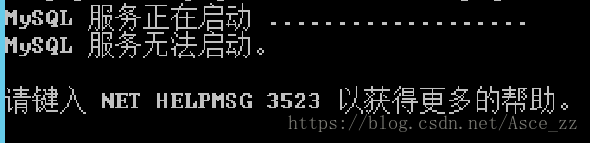 MySQL 服务正在启动 ...................
MySQL 服务无法启动。
请键入 NET HELPMSG 3523 以获得更多的帮助。
https://blog.csdn.net/Asce_zz